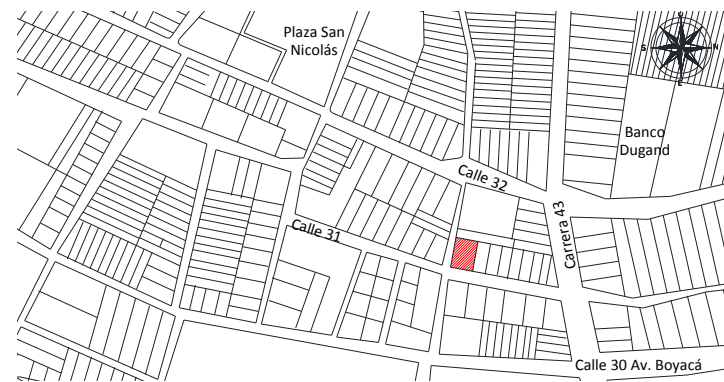 Plaza San
Nicolás
O
S
N
E
Banco
Dugand
Calle 32
Calle 31
Carrera 43
Calle 30 Av. Boyacá